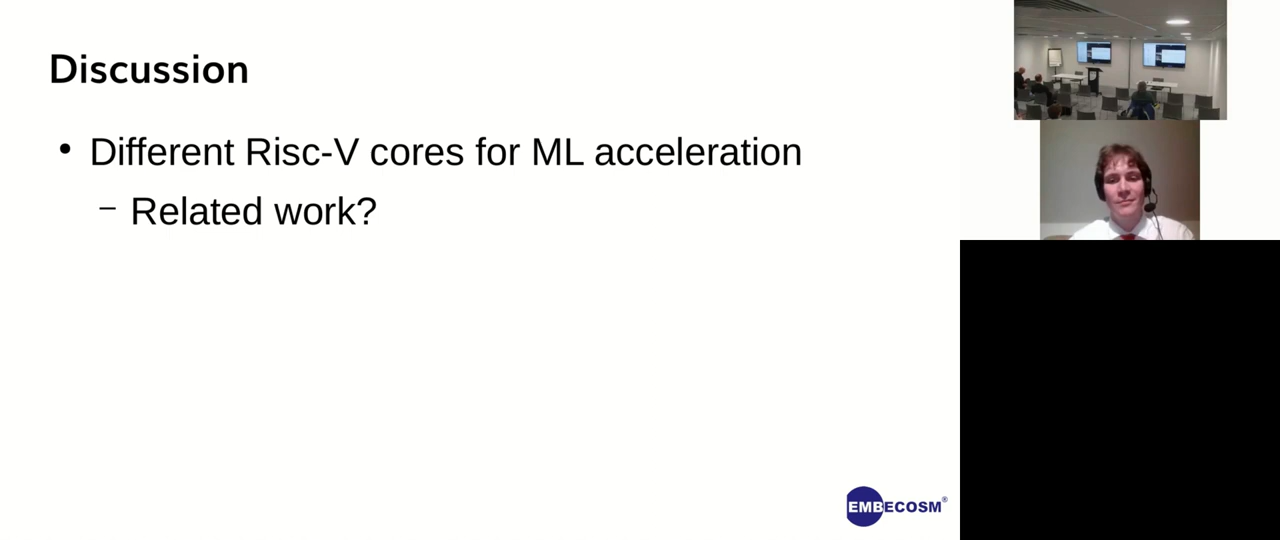 Discussion
• Different Risc-V cores for ML acceleration
– Related work?
EMBECOSM®